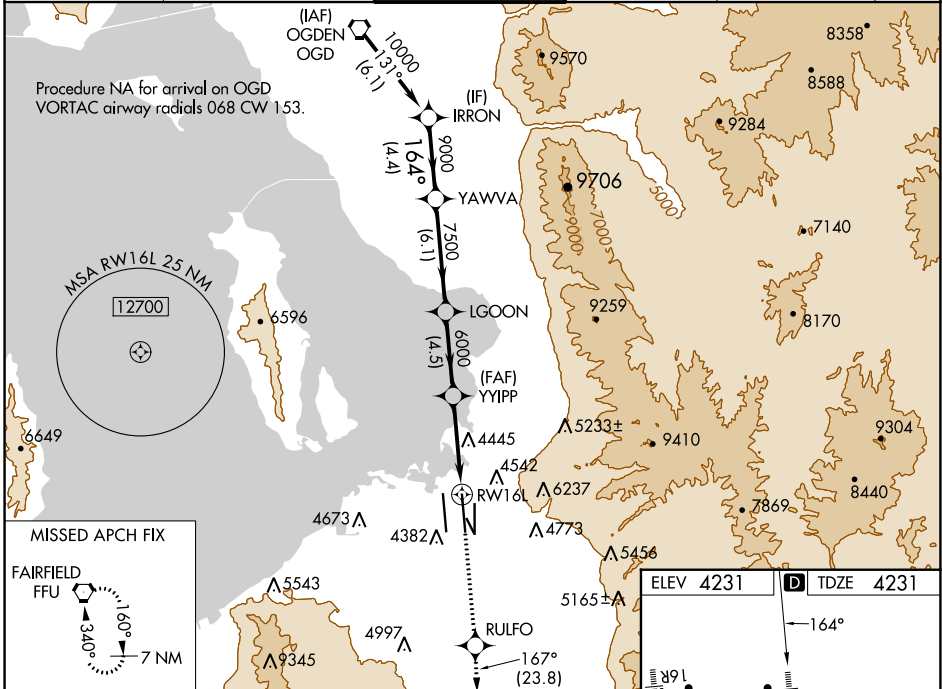 (IAF)
OGDEN
OGD
10000
131°
(6.1)
Procedure NA for arrival on OGD
VORTAC airway radials 068 CW 153.
(IF)
IRRON
9000
164°
(4.4)
YAWVA
7500
(6.1)
LGOON
6000
(4.5)
(FAF)
YYIPP
RW16L
RULFO
167°
(23.8)
MSA RW16L 25 NM
12700
9570
8358
8588
9284
9706
5000
7000
9000
7140
9259
8170
6596
6649
4445
5233±
9410
9304
4542
6237
8440
7869
4673
4382
4773
5456
5543
5165±
4997
9345
MISSED APCH FIX
FAIRFIELD
FFU
160°
340°
7 NM
ELEV 4231
D
TDZE 4231
164°
16R